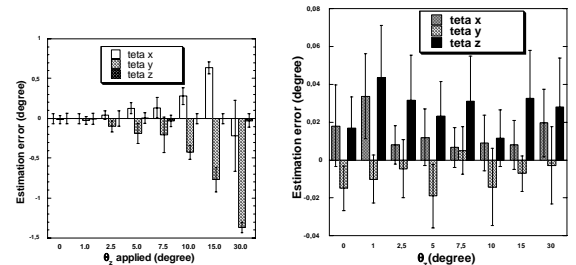 teta x
teta y
teta z
Estimation error (degree)
1
0,5
0
-0,5
-1
-1,5
0 1.0 2.5 5.0 7.5 10.0 15.0 30.0
θz applied (degree)
teta x
teta y
teta z
Estimation error (degree)
0,08
0,06
0,04
0,02
0
-0,02
-0,04
0 1 2,5 5 7,5 10 15 30
(degree)